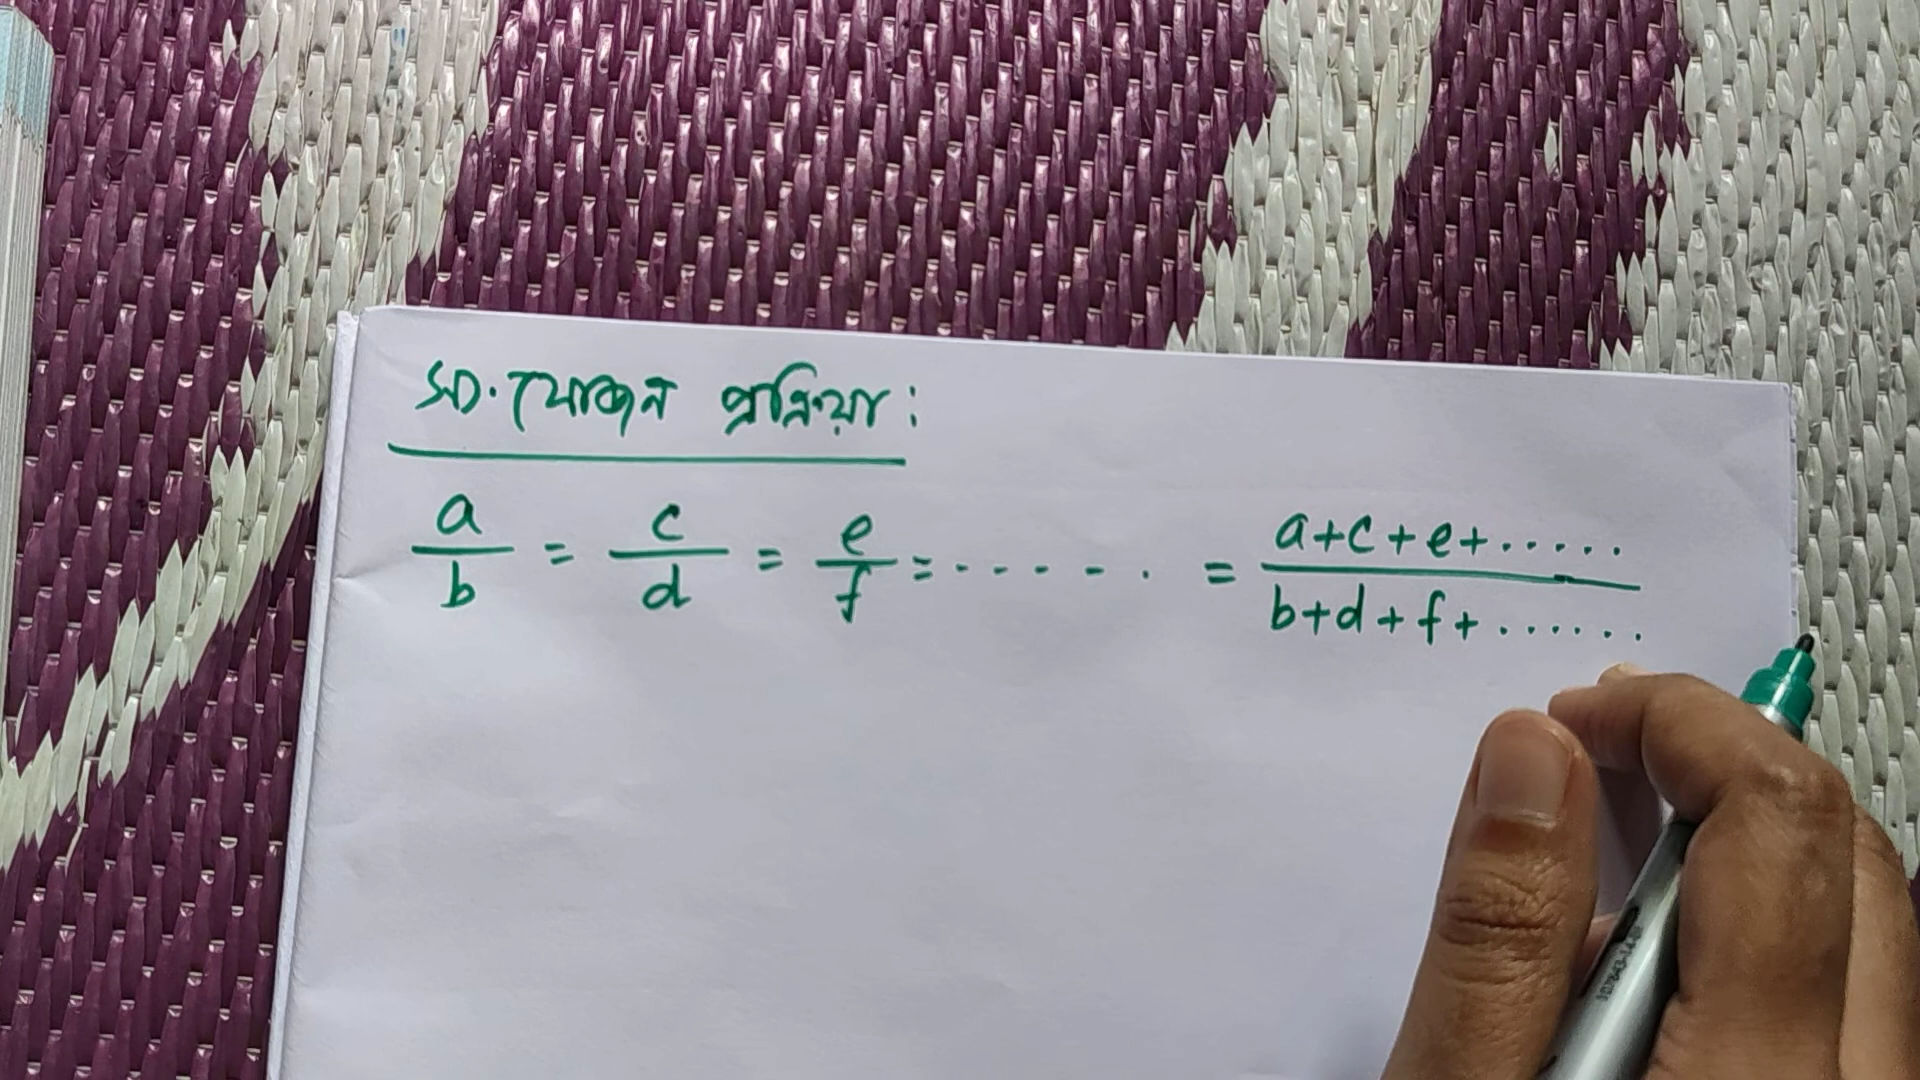 ১০. যোজন প্রক্রিয়া :
a/b = c/d = e/f = ..... = a+c+e+...../b+d+f+......